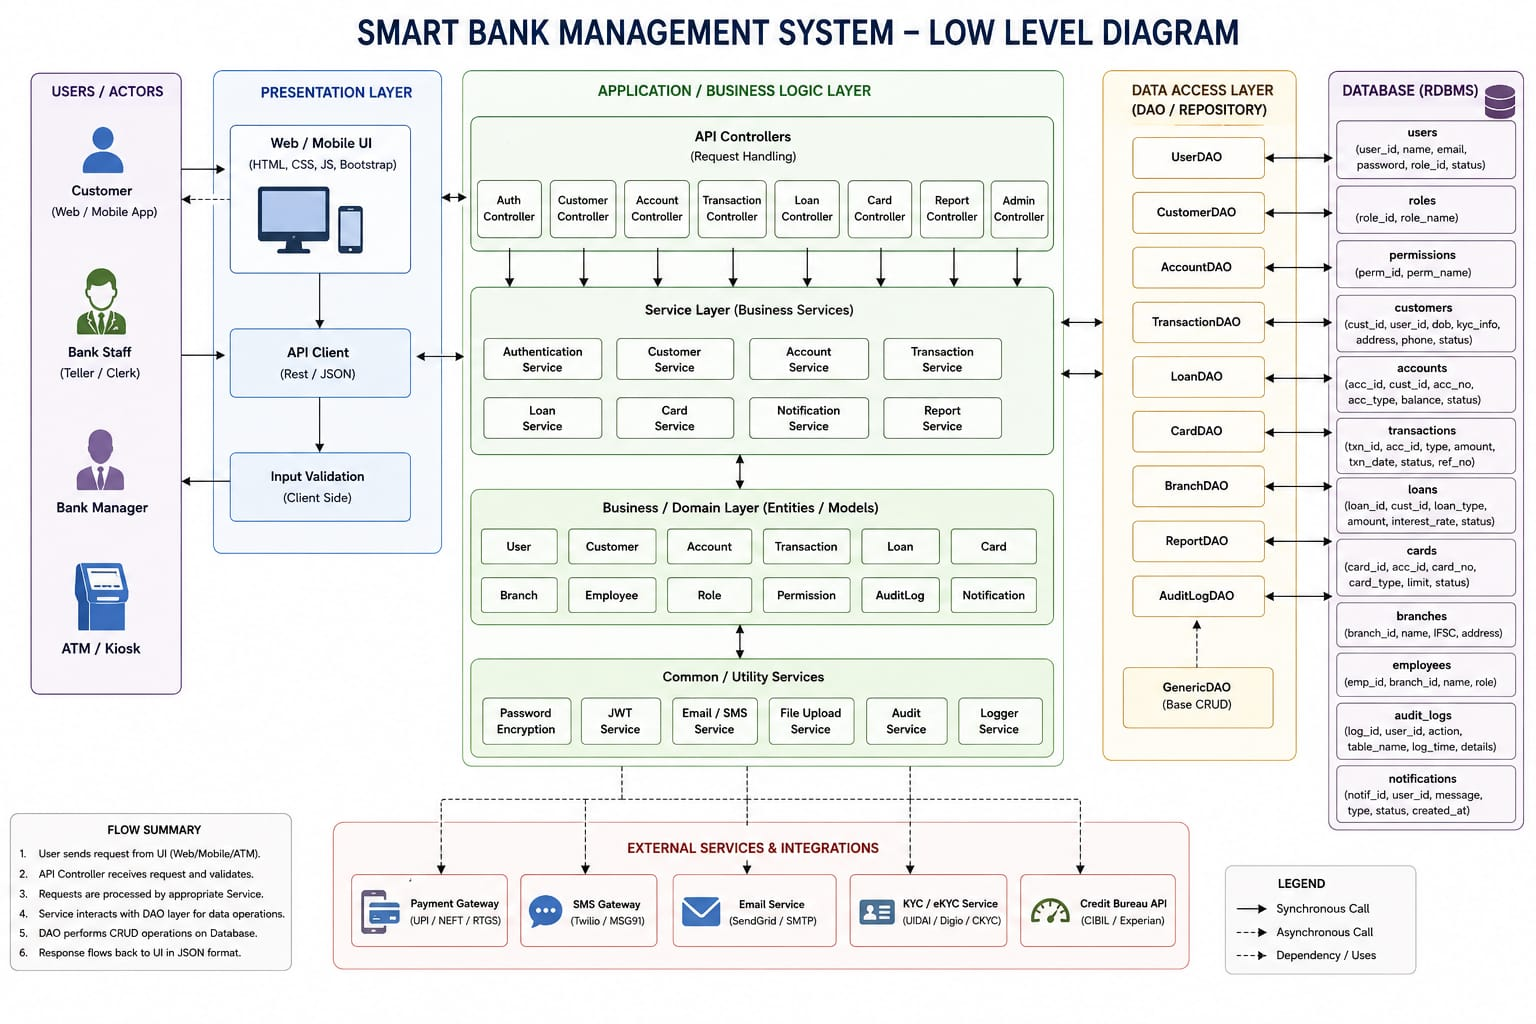 SMART BANK MANAGEMENT SYSTEM – LOW LEVEL DIAGRAM
USERS / ACTORS
Customer
(Web / Mobile App)
Bank Staff
(Teller / Clerk)
Bank Manager
ATM / Kiosk
PRESENTATION LAYER
Web / Mobile UI
(HTML, CSS, JS, Bootstrap)
API Client
(Rest / JSON)
Input Validation
(Client Side)
APPLICATION / BUSINESS LOGIC LAYER
API Controllers
(Request Handling)
Auth
Controller
Customer
Controller
Account
Controller
Transaction
Controller
Loan
Controller
Card
Controller
Report
Controller
Admin
Controller
Service Layer (Business Services)
Authentication
Service
Customer
Service
Account
Service
Transaction
Service
Loan
Service
Card
Service
Notification
Service
Report
Service
Business / Domain Layer (Entities / Models)
User
Customer
Account
Transaction
Loan
Card
Branch
Employee
Role
Permission
AuditLog
Notification
Common / Utility Services
Password
Encryption
JWT
Service
Email / SMS
Service
File Upload
Service
Audit
Service
Logger
Service
DATA ACCESS LAYER
(DAO / REPOSITORY)
UserDAO
CustomerDAO
AccountDAO
TransactionDAO
LoanDAO
CardDAO
BranchDAO
ReportDAO
AuditLogDAO
GenericDAO
(Base CRUD)
DATABASE (RDBMS)
users
(user_id, name, email,
password, role_id, status)
roles
(role_id, role_name)
permissions
(perm_id, perm_name)
customers
(cust_id, user_id, dob, kyc_info,
address, phone, status)
accounts
(acc_id, cust_id, acc_no,
acc_type, balance, status)
transactions
(txn_id, acc_id, type, amount,
txn_date, status, ref_no)
loans
(loan_id, cust_id, loan_type,
amount, interest_rate, status)
cards
(card_id, acc_id, card_no,
card_type, limit, status)
branches
(branch_id, name, IFSC, address)
employees
(emp_id, branch_id, name, role)
audit_logs
(log_id, user_id, action,
table_name, log_time, details)
notifications
(notif_id, user_id, message,
type, status, created_at)
FLOW SUMMARY
1. User sends request from UI (Web/Mobile/ATM).
2. API Controller receives request and validates.
3. Requests are processed by appropriate Service.
4. Service interacts with DAO layer for data operations.
5. DAO performs CRUD operations on Database.
6. Response flows back to UI in JSON format.
EXTERNAL SERVICES & INTEGRATIONS
Payment Gateway
(UPI / NEFT / RTGS)
SMS Gateway
(Twilio / MSG91)
Email Service
(SendGrid / SMTP)
KYC / eKYC Service
(UIDAI / Digio / CKYC)
Credit Bureau API
(CIBIL / Experian)
LEGEND
Synchronous Call
Asynchronous Call
Dependency / Uses